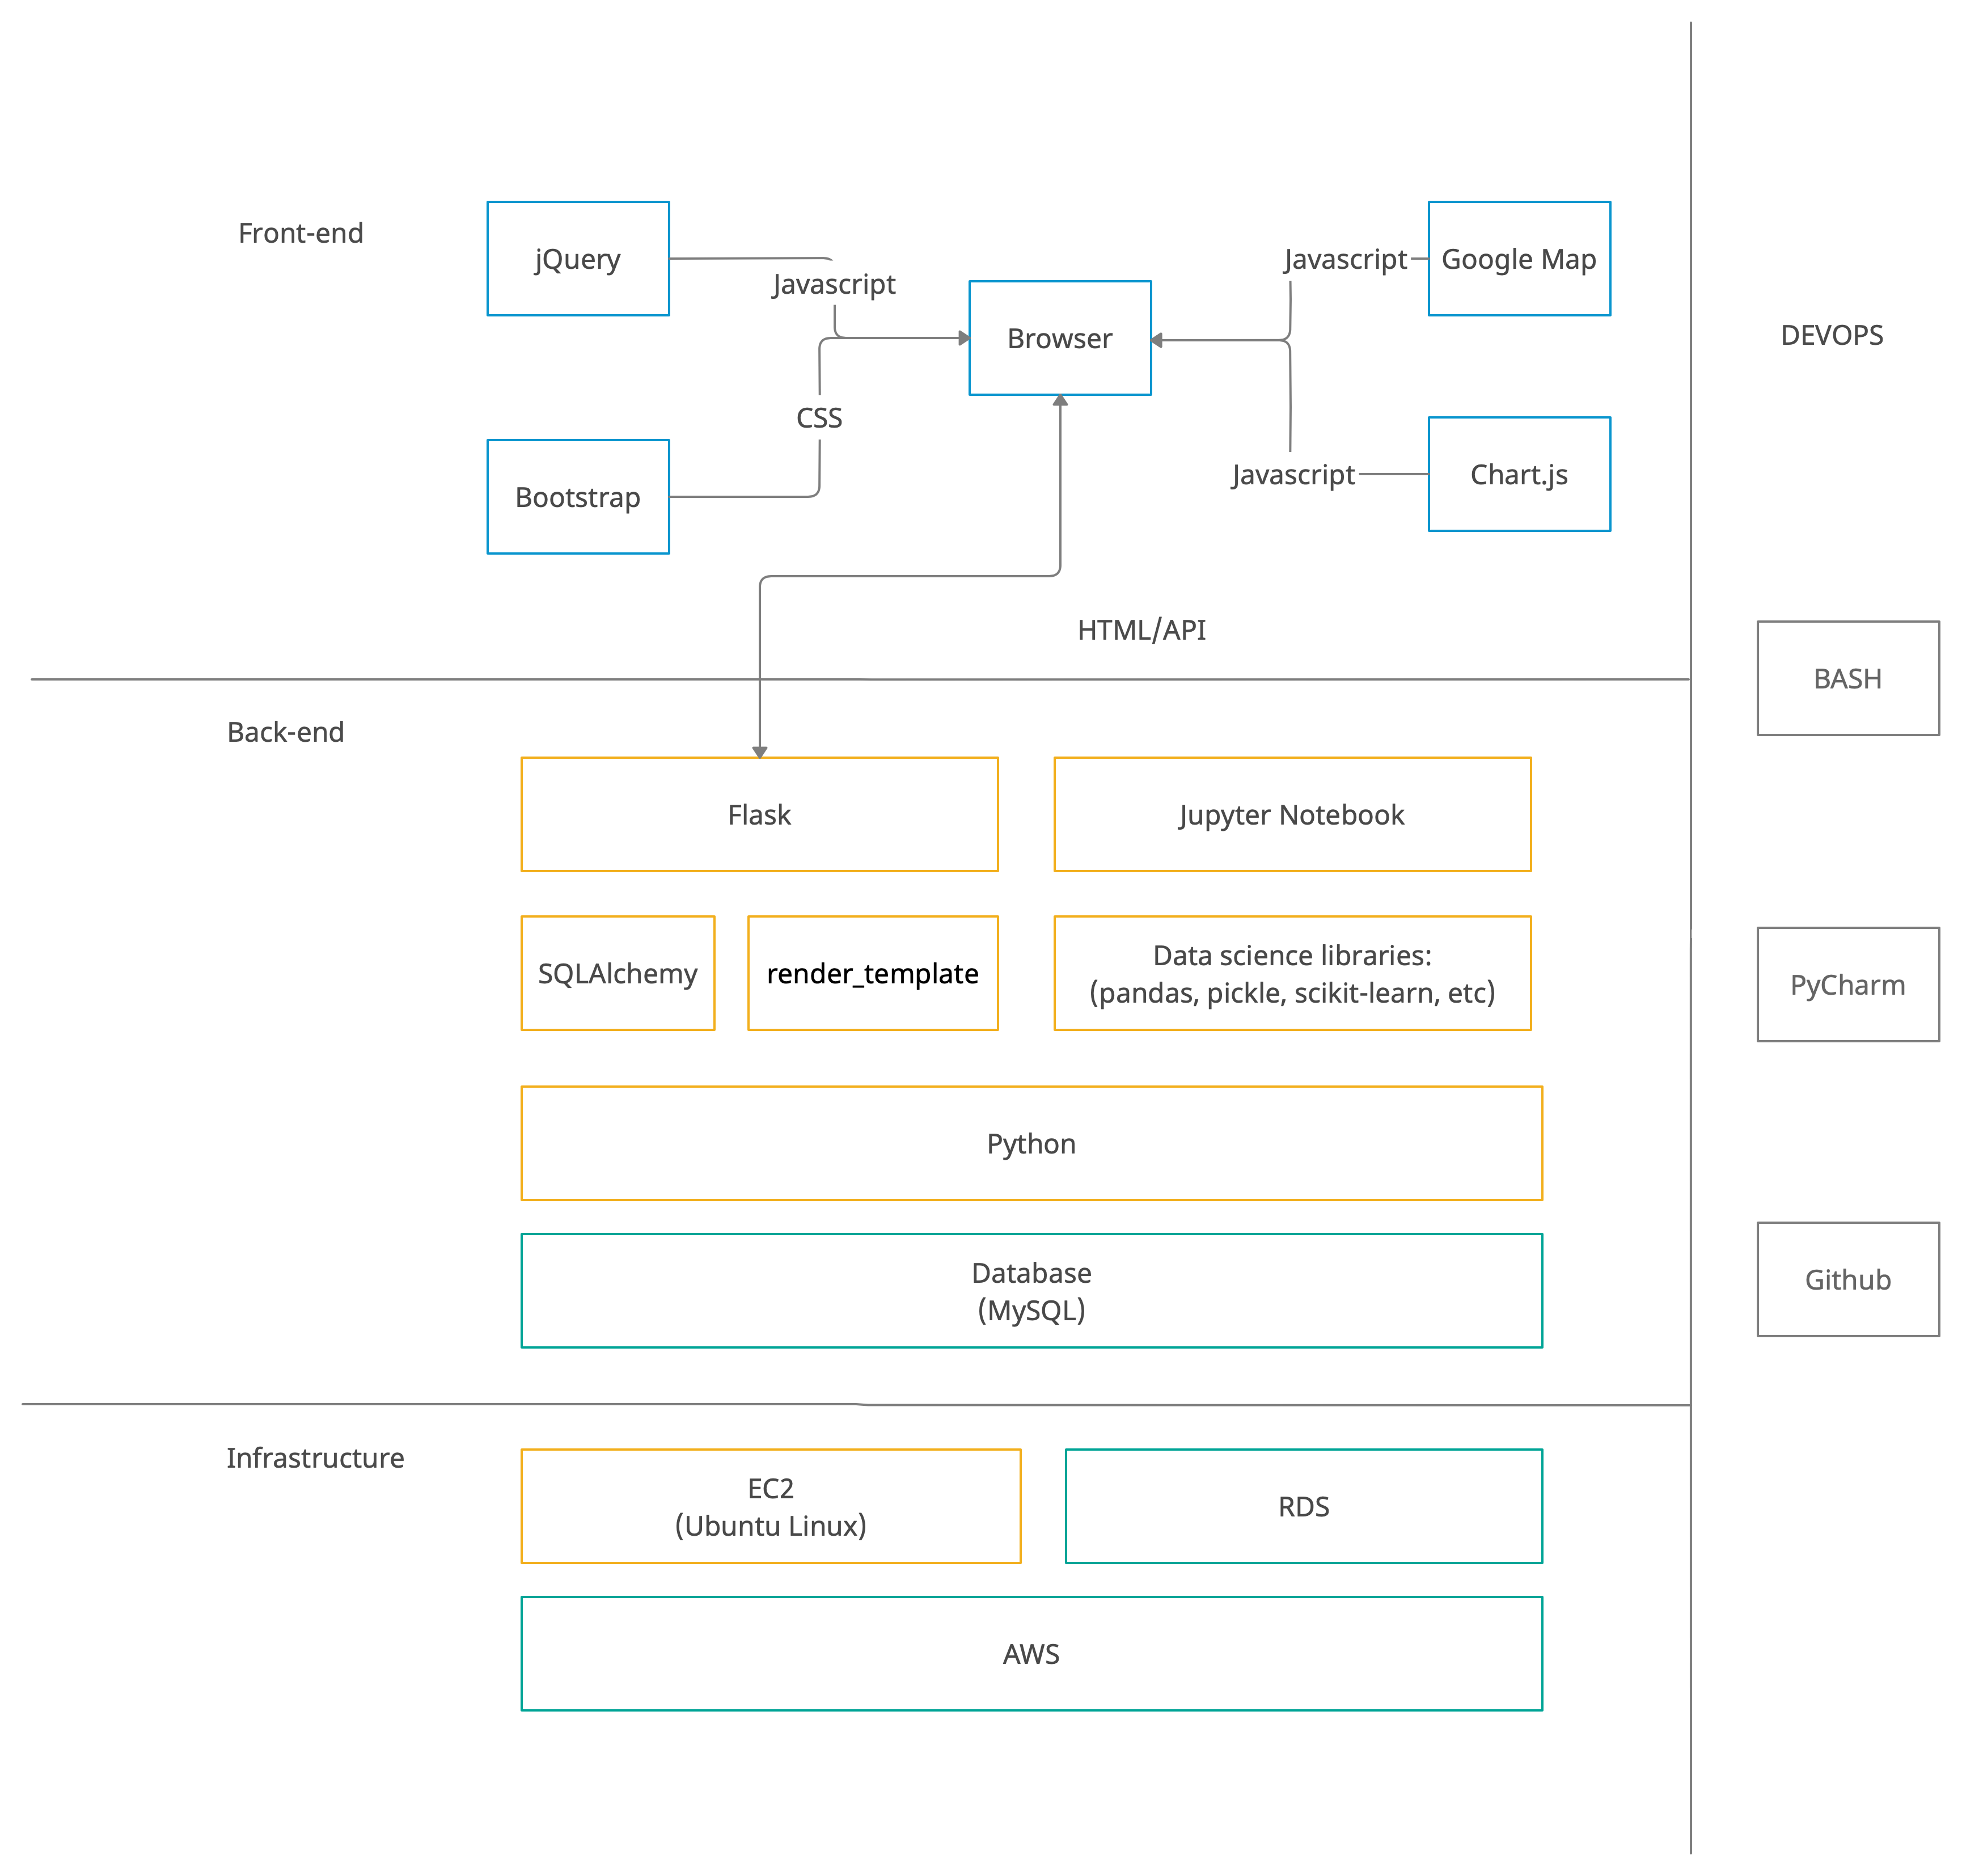 Front-end
jQuery
Javascript
Javascript
Google Map
Browser
DEVOPS
CSS
Bootstrap
Javascript
Chart.js
HTML/API
BASH
Back-end
Flask
Jupyter Notebook
SQLAlchemy
render_template
Data science libraries:
(pandas, pickle, scikit-learn, etc)
PyCharm
Python
Database
(MySQL)
Github
Infrastructure
EC2
(Ubuntu Linux)
RDS
AWS